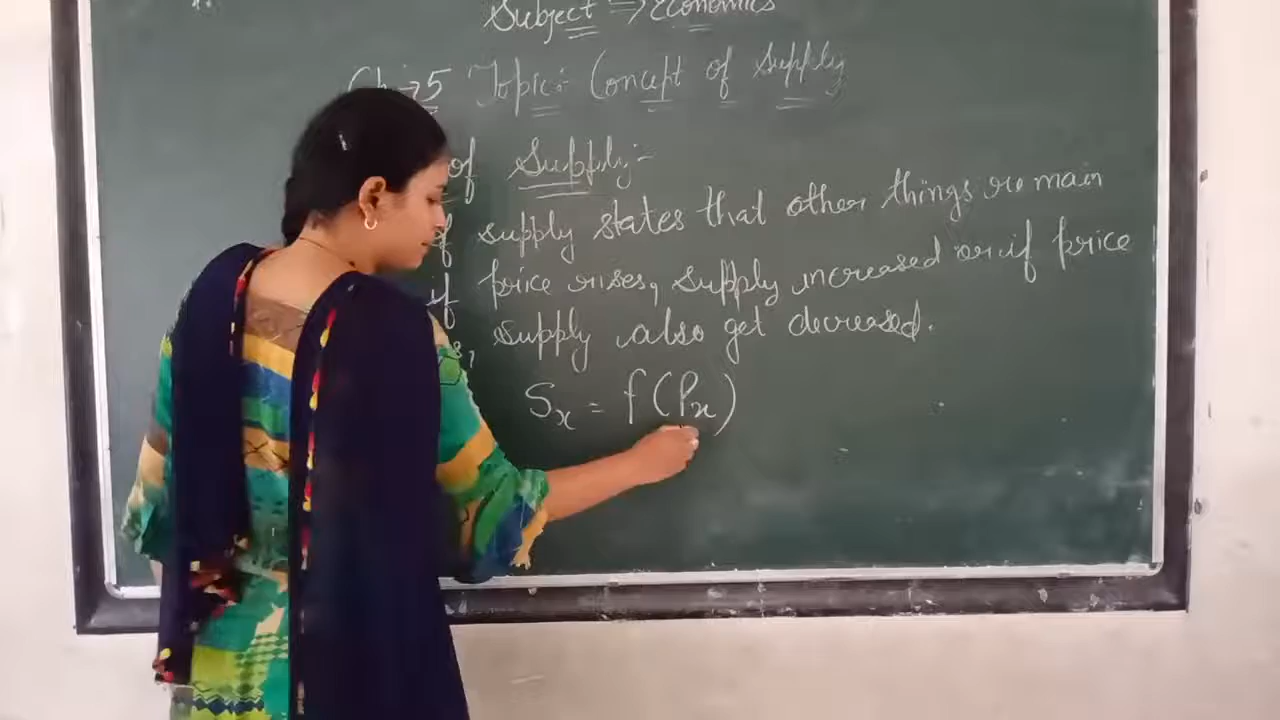 Subject → Economics
Ch → 5 Topic:- Concept of Supply
of Supply:-
supply states that other things remain
if price rises, supply increased or if price
supply also get decreased.
Sx = f(Px)